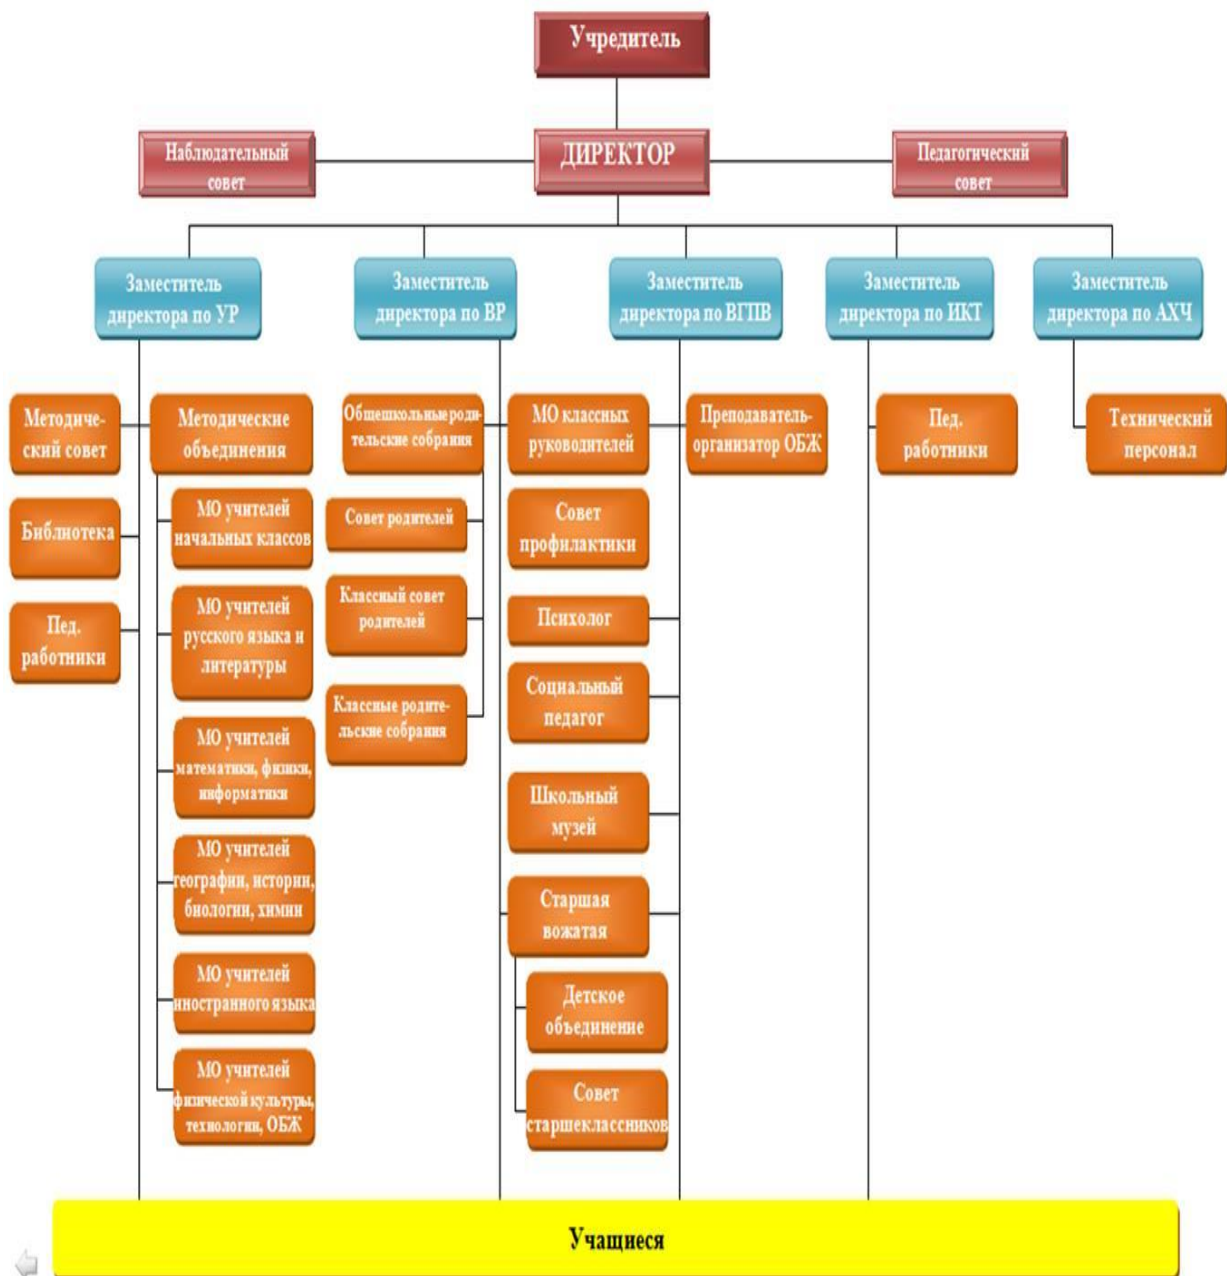 Учредитель
Наблюдательный
совет
ДИРЕКТОР
Педагогический
совет
Заместитель
директора по УР
Заместитель
директора по ВР
Заместитель
директора по ВГПВ
Заместитель
директора по ИКТ
Заместитель
директора по АХЧ
Методиче-
ский совет
Методические
объединения
Общешкольные роди-
тельские собрания
МО классных
руководителей
Преподаватель-
организатор ОБЖ
Пед.
работники
Технический
персонал
Библиотека
Пед.
работники
МО учителей
начальных классов
МО учителей
русского языка и
литературы
МО учителей
математики, физики,
информатики
МО учителей
географии, истории,
биологии, химии
МО учителей
иностранного языка
МО учителей
физической культуры,
технологии, ОБЖ
Совет родителей
Классный совет
родителей
Классные родите-
льские собрания
Совет
профилактики
Психолог
Социальный
педагог
Школьный
музей
Старшая
вожатая
Детское
объединение
Совет
старшеклассников
Учащиеся